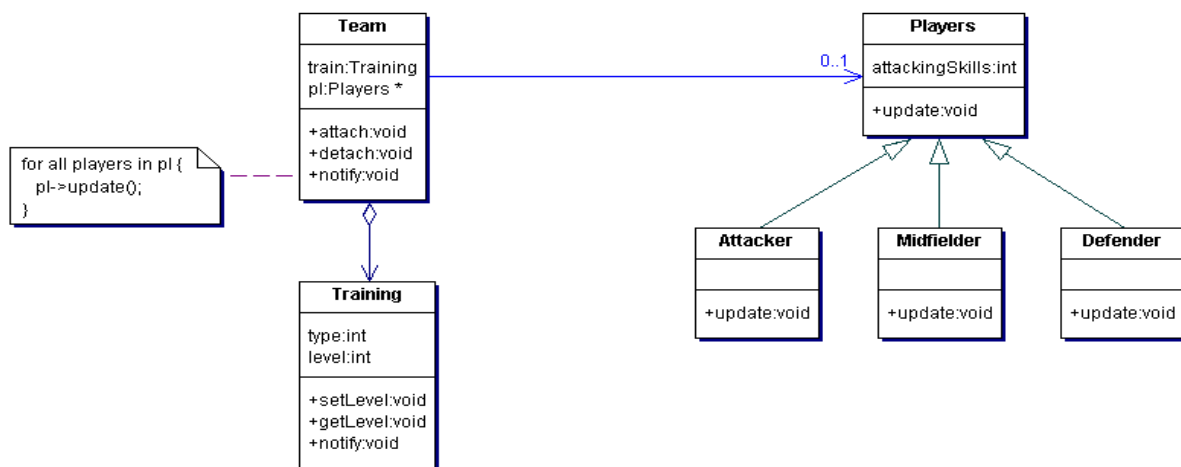 Team
train:Training
pl:Players *
+attach:void
+detach:void
+notify:void
0..1
Players
attackingSkills:int
+update:void
for all players in pl {
pl->update();
}
Attacker
+update:void
Midfielder
+update:void
Defender
+update:void
Training
type:int
level:int
+setLevel:void
+getLevel:void
+notify:void